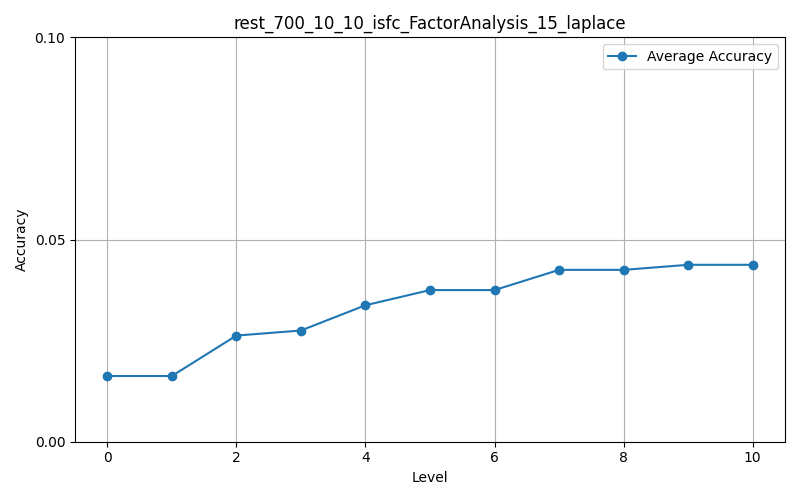 rest_700_10_10_isfc_FactorAnalysis_15_laplace
Average Accuracy
Accuracy
0.10
0.05
0.00
0 2 4 6 8 10
Level